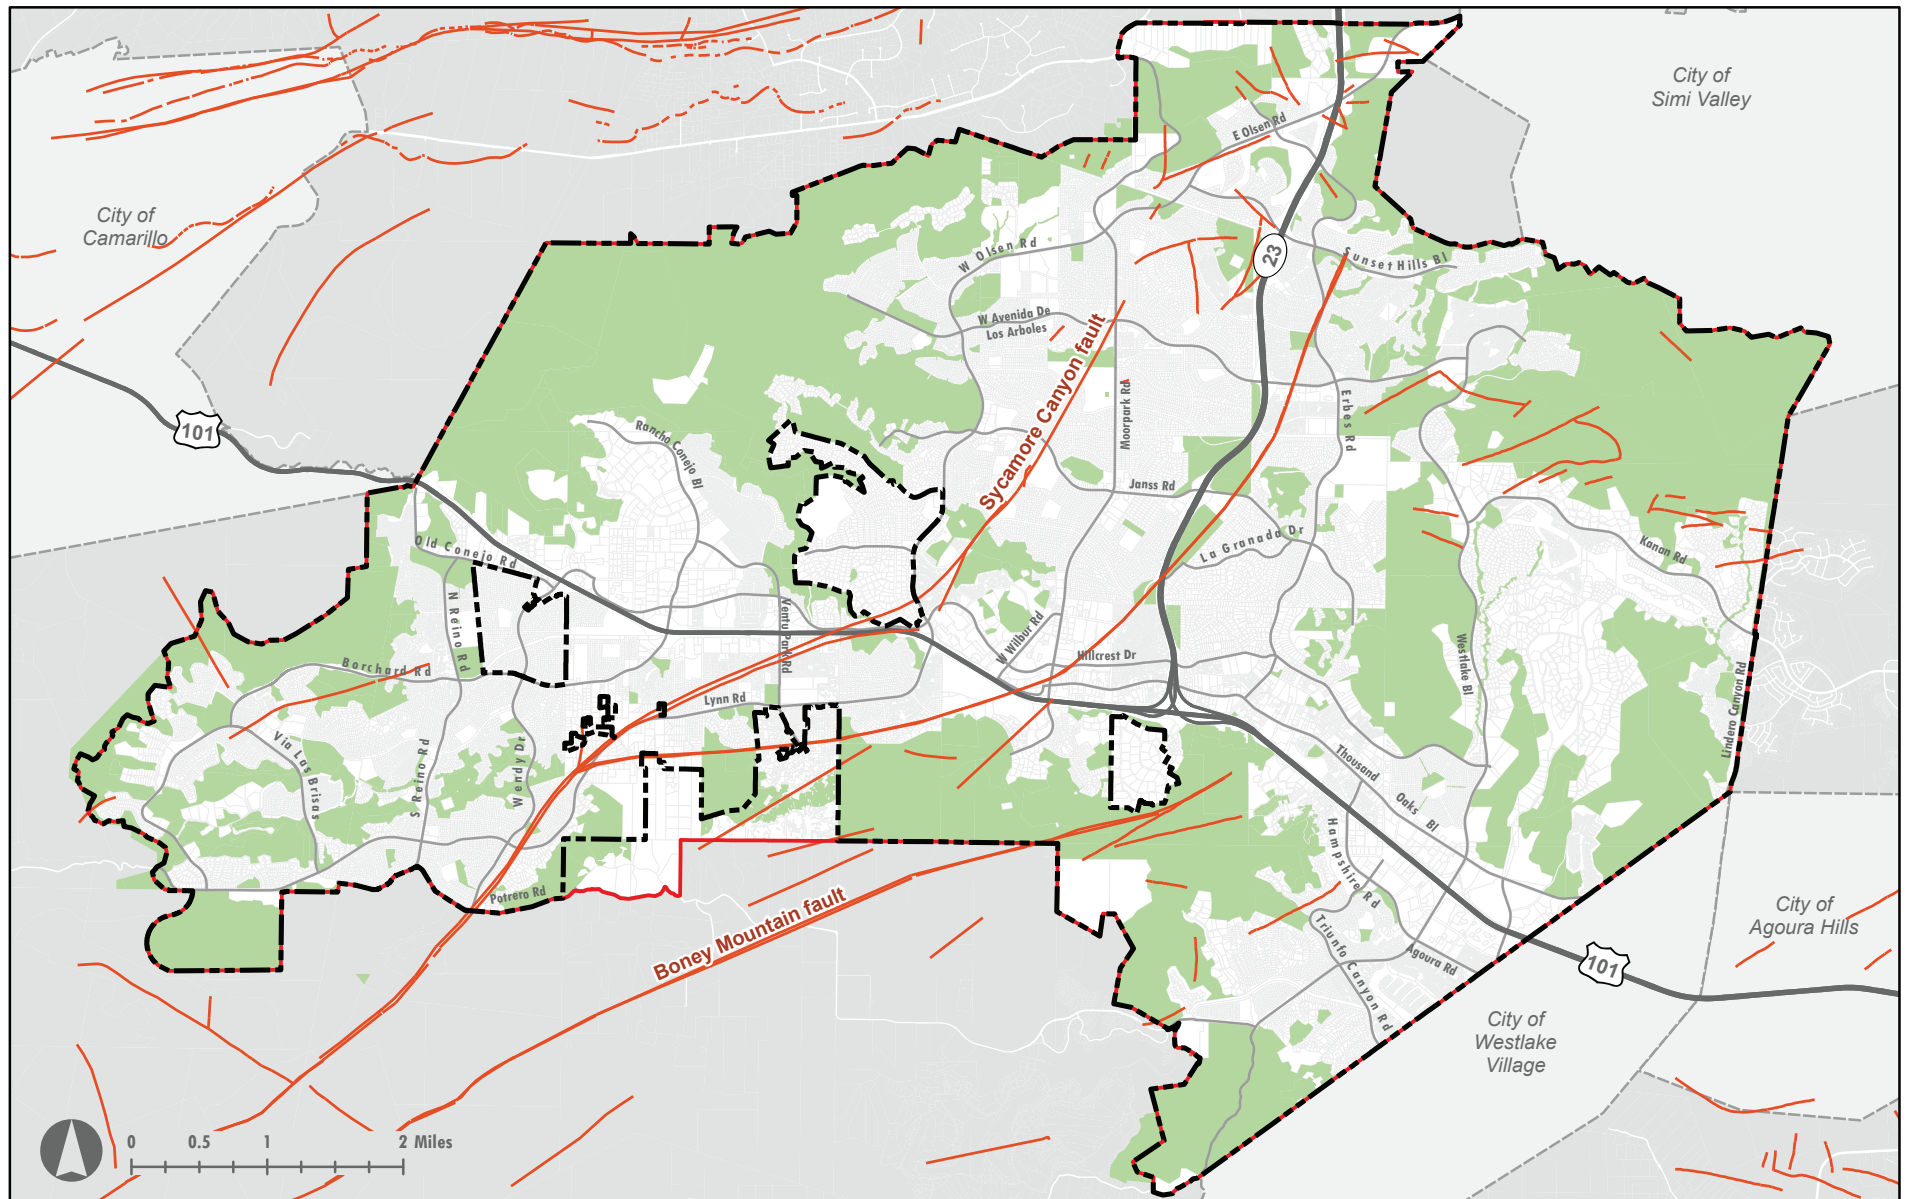 City of
Simi Valley
E Olsen Rd
City of
Camarillo
W Olsen Rd
23
Sunset Hills Bl
W Avenida De
Los Arboles
Sycamore Canyon fault
Moorpark Rd
Erbes Rd
101
Rancho Conejo Bl
Janss Rd
Old Conejo Rd
La Granada Dr
Kanan Rd
N Reino Rd
Ventu Park Rd
W Wilbur Rd
Hillcrest Dr
Westlake Bl
Borchard Rd
Lynn Rd
Lindero Canyon Rd
Via Las Brisas
S Reino Rd
Wendy Dr
Thousand
Oaks Bl
Hampshire Rd
Potrero Rd
Boney Mountain fault
Triunfo Canyon Rd
Agoura Rd
City of
Agoura Hills
101
City of
Westlake
Village
0 0.5 1 2 Miles